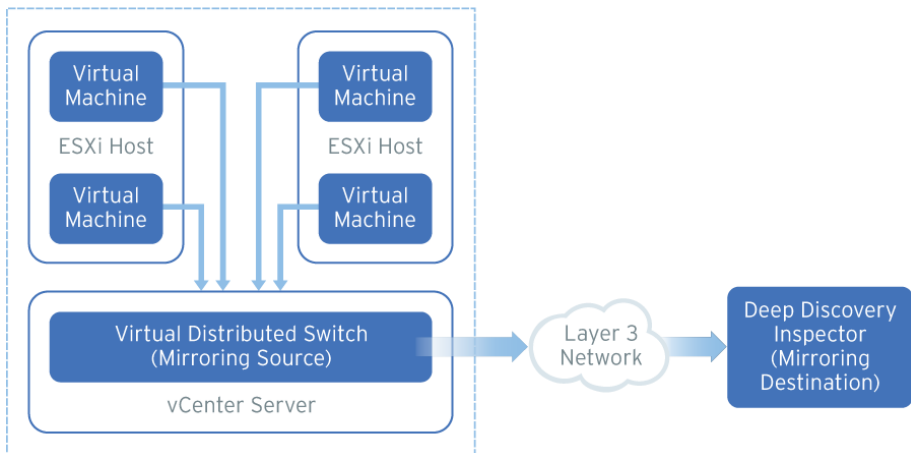 Virtual
Machine
ESXi Host
Virtual
Machine
Virtual
Machine
ESXi Host
Virtual
Machine
Virtual Distributed Switch
(Mirroring Source)
vCenter Server
Layer 3
Network
Deep Discovery
Inspector
(Mirroring
Destination)